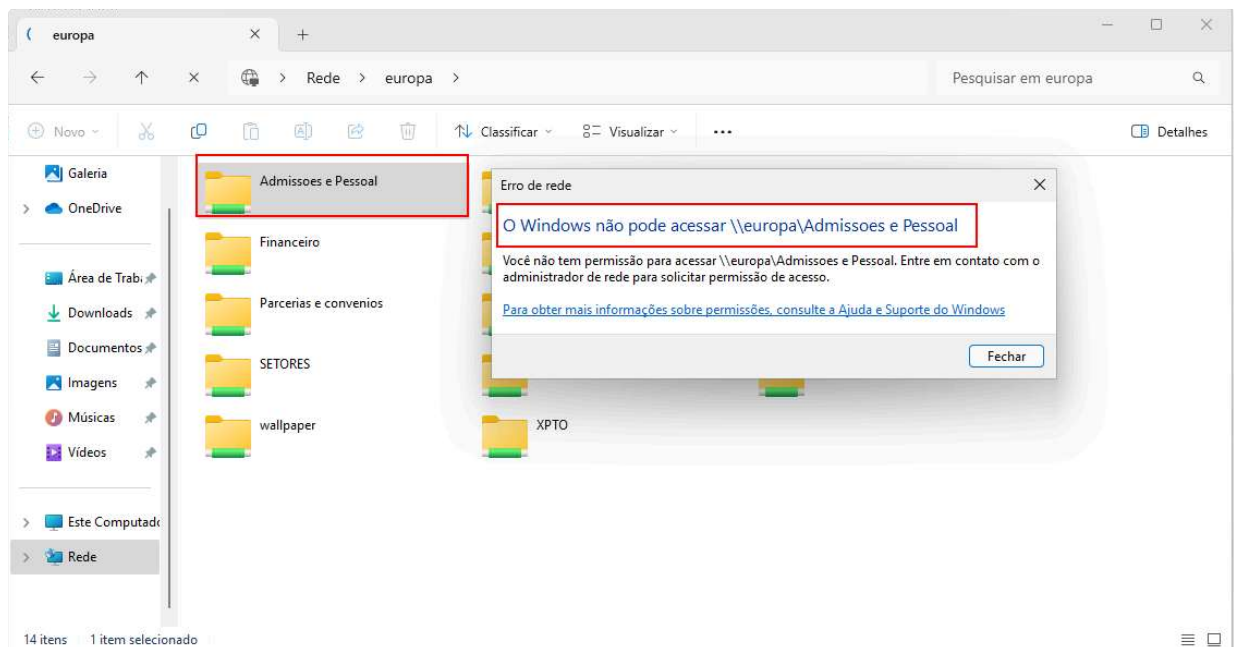 europa
Rede > europa >
Pesquisar em europa
Novo
Classificar
Visualizar
...
Detalhes
Galeria
OneDrive
Área de Trab
Downloads
Documentos
Imagens
Músicas
Vídeos
Este Computad
Rede
Admissoes e Pessoal
Financeiro
Parcerias e convenios
SETORES
wallpaper
XPTO
Erro de rede
O Windows não pode acessar \\europa\Admissoes e Pessoal
Você não tem permissão para acessar \\europa\Admissoes e Pessoal. Entre em contato com o
administrador de rede para solicitar permissão de acesso.
Para obter mais informações sobre permissões, consulte a Ajuda e Suporte do Windows
Fechar
14 itens
1 item selecionado